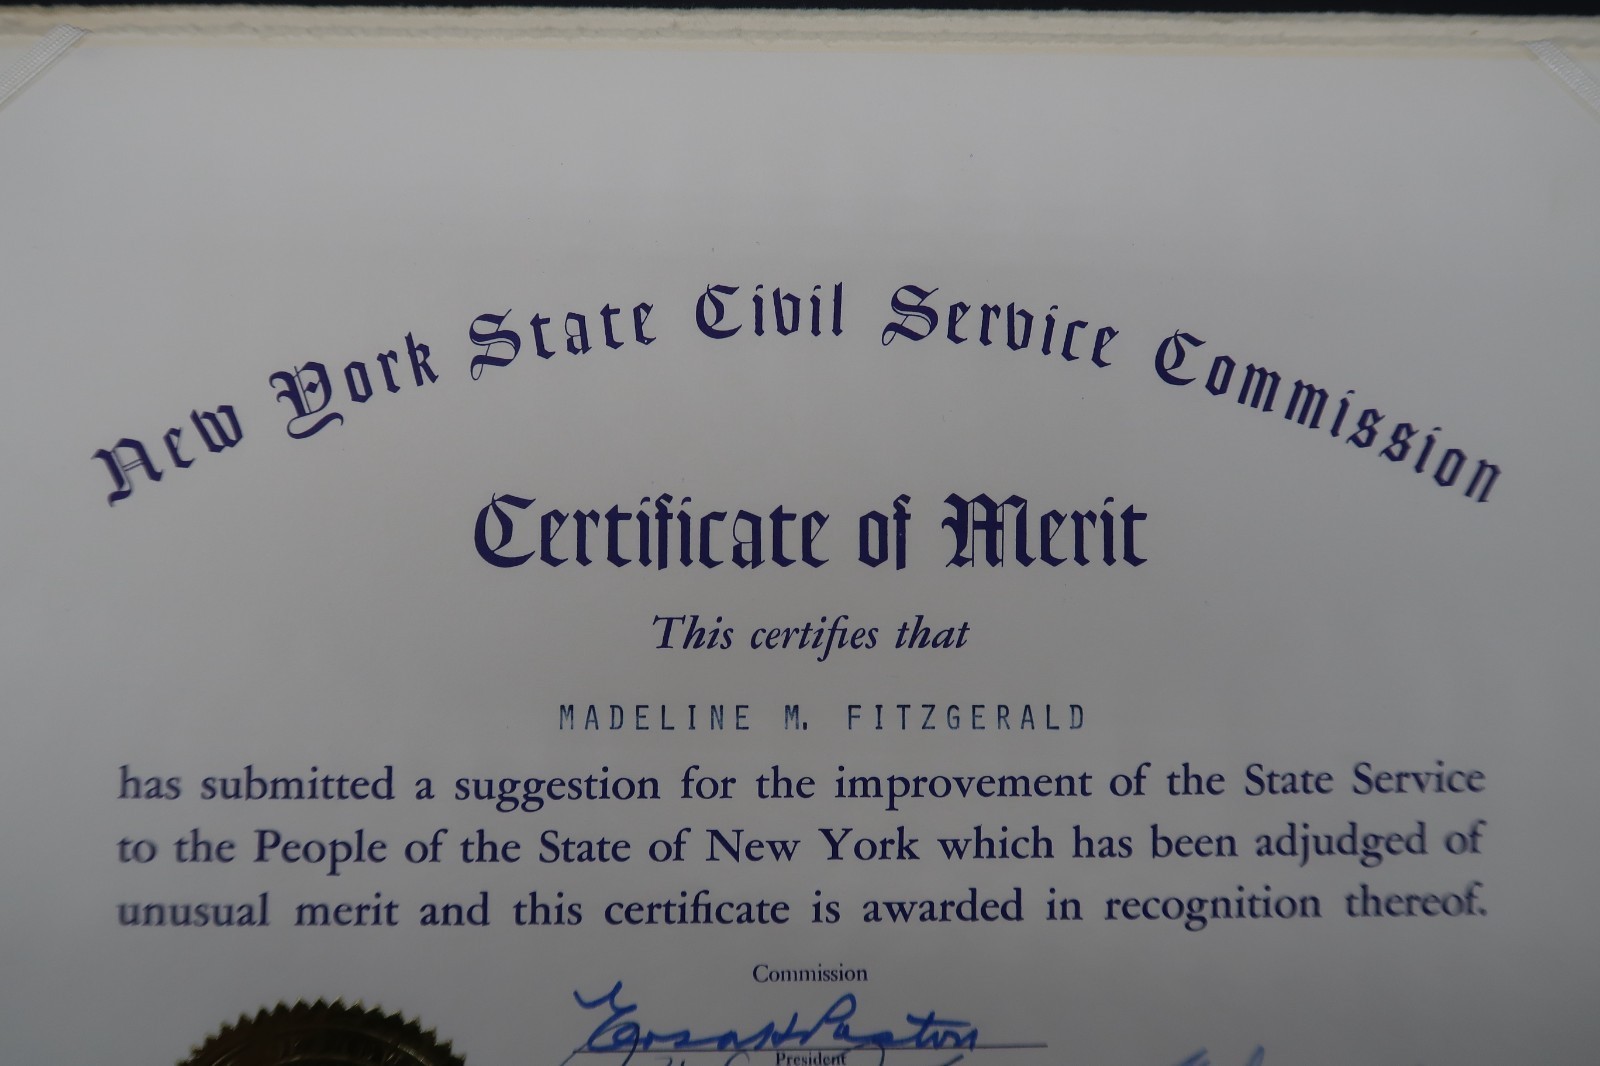 New York State Civil Service Commission
Certificate of Merit
This certifies that
MADELINE M. FITZGERALD
has submitted a suggestion for the improvement of the State Service
to the People of the State of New York which has been adjudged of
unusual merit and this certificate is awarded in recognition thereof.
Commission
Ersa H Poston
President